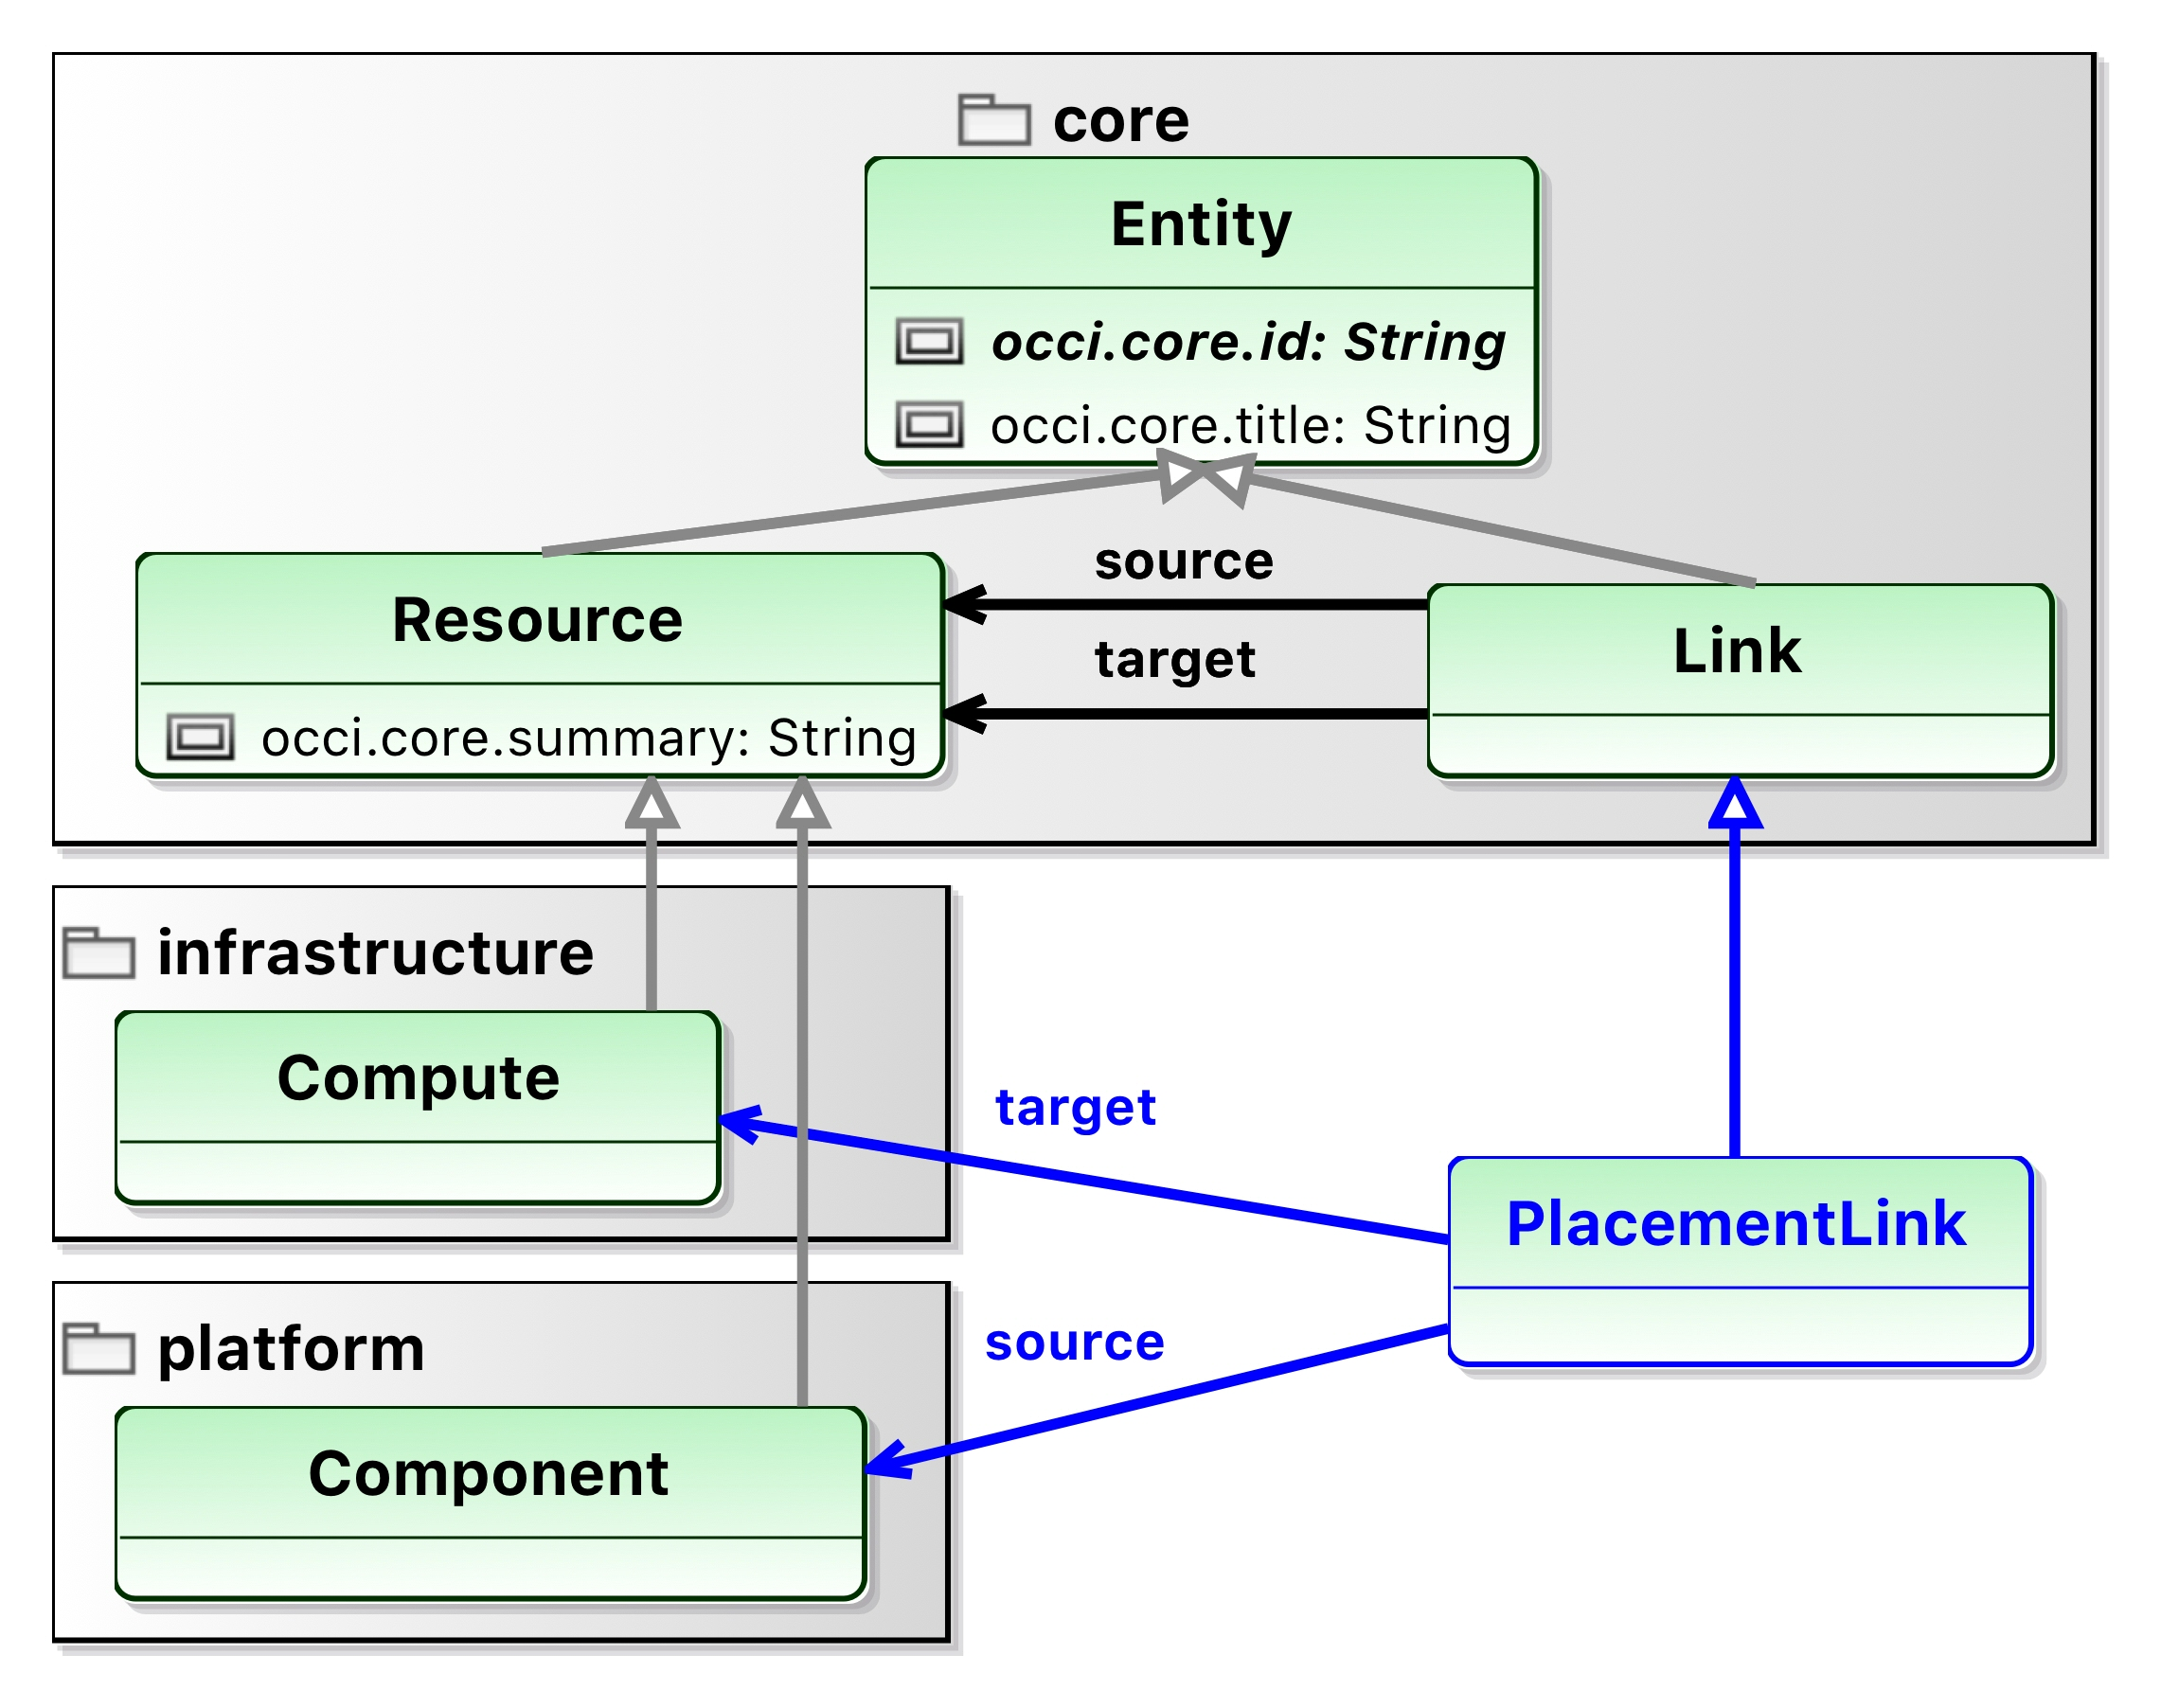 core
Entity
occi.core.id: String
occi.core.title: String
source
Resource
Link
target
occi.core.summary: String
infrastructure
Compute
target
PlacementLink
source
platform
Component